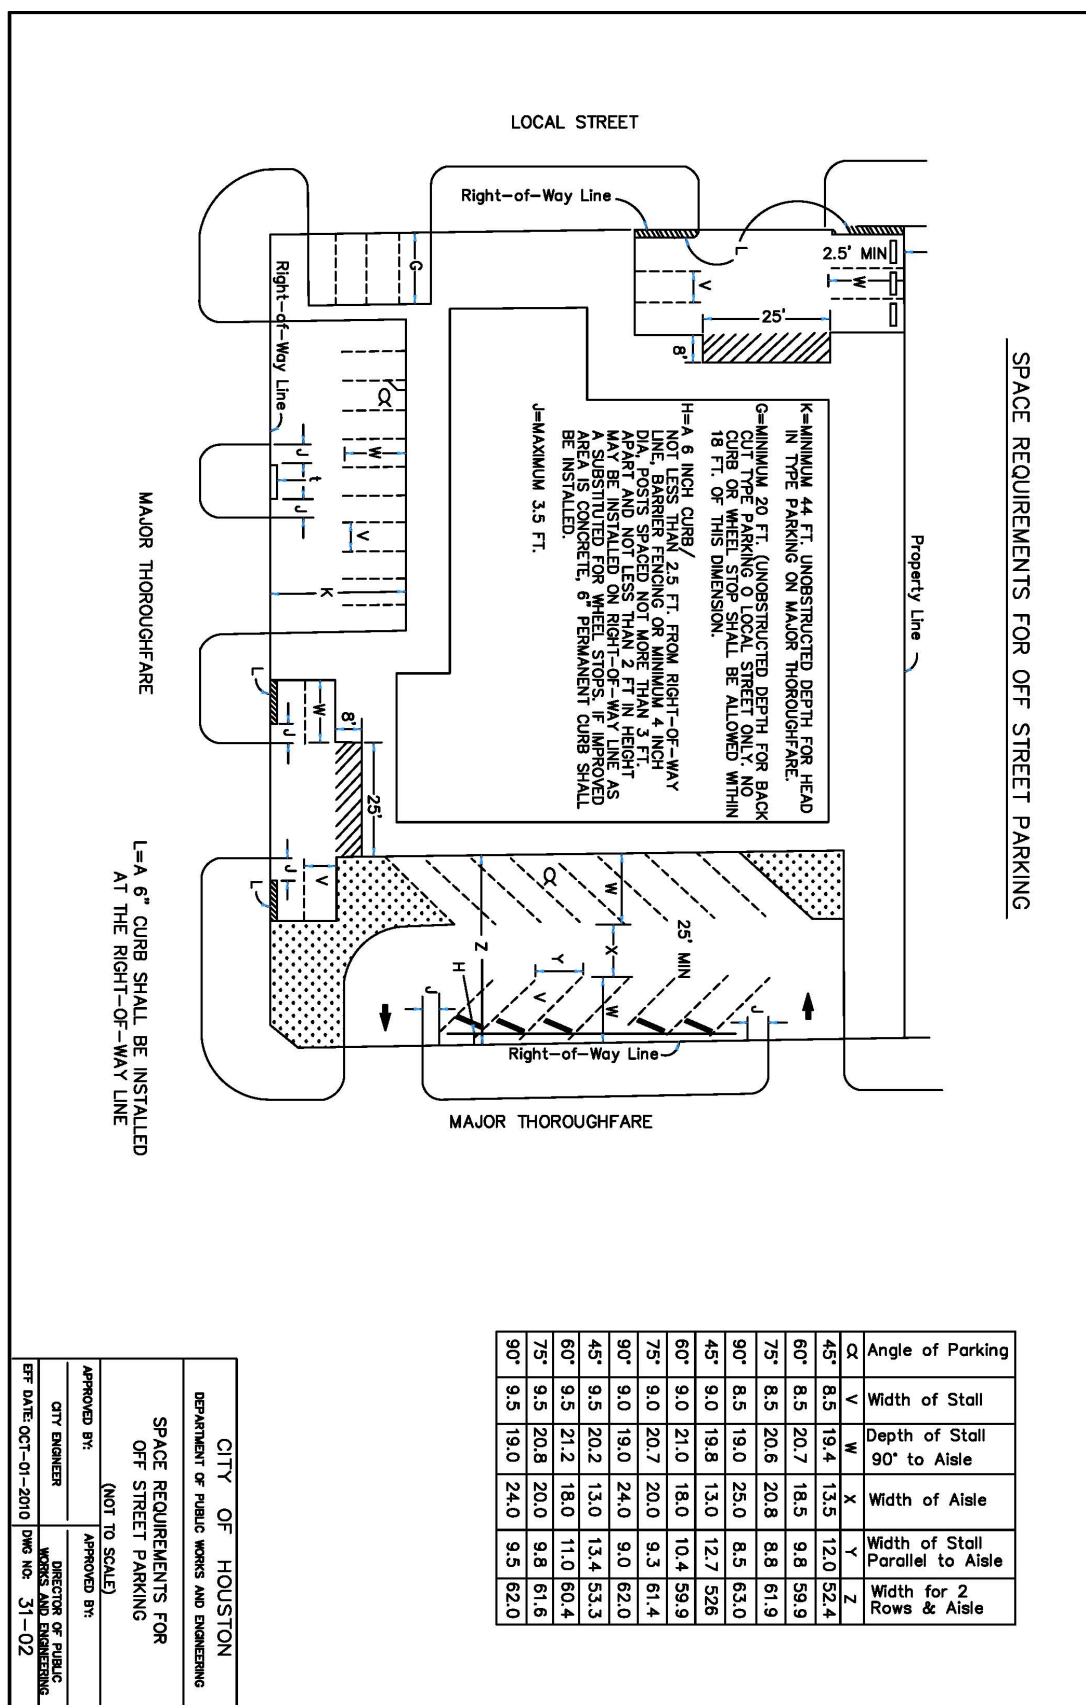 SPACE REQUIREMENTS FOR OFF STREET PARKING
LOCAL STREET
Right-of-Way Line
L
2.5' MIN
W
V
25'
8'
Property Line
G
Right-of-Way Line
Q
W
J
t
J
V
K
K=MINIMUM 44 FT. UNOBSTRUCTED DEPTH FOR HEAD
IN TYPE PARKING ON MAJOR THOROUGHFARE.
G=MINIMUM 20 FT. (UNOBSTRUCTED DEPTH FOR BACK
CUT TYPE PARKING O LOCAL STREET ONLY. NO
CURB OR WHEEL STOP SHALL BE ALLOWED WITHIN
18 FT. OF THIS DIMENSION.
H=A 6 INCH CURB/
NOT LESS THAN 2.5 FT. FROM RIGHT-OF-WAY
LINE, BARRIER FENCING OR MINIMUM 4 INCH
DIA, POSTS SPACED NOT MORE THAN 3 FT.
APART AND NOT LESS THAN 2 FT IN HEIGHT
MAY BE INSTALLED ON RIGHT-OF-WAY LINE AS
A SUBSTITUTED FOR WHEEL STOPS. IF IMPROVED
AREA IS CONCRETE, 6" PERMANENT CURB SHALL
BE INSTALLED.
J=MAXIMUM 3.5 FT.
MAJOR THOROUGHFARE
L
W
J
8'
25'
J
V
L
Q
W
25' MIN
X
Z
Y
V
W
H
J
J
Right-of-Way Line
MAJOR THOROUGHFARE
L=A 6" CURB SHALL BE INSTALLED
AT THE RIGHT-OF-WAY LINE
Angle of Parking Q 45° 60° 75° 90° 45° 60° 75° 90° 45° 60° 75° 90°
Width of Stall V 8.5 8.5 8.5 8.5 9.0 9.0 9.0 9.0 9.5 9.5 9.5 9.5
Depth of Stall
90° to Aisle W 19.4 20.7 20.6 19.0 19.8 21.0 20.7 19.0 20.2 21.2 20.8 19.0
Width of Aisle X 13.5 18.5 20.8 25.0 13.0 18.0 20.0 24.0 13.0 18.0 20.0 24.0
Width of Stall
Parallel to Aisle Y 12.0 9.8 8.8 8.5 12.7 10.4 9.3 9.0 13.4 11.0 9.8 9.5
Width for 2
Rows & Aisle Z 52.4 59.9 61.9 63.0 526 59.9 61.4 62.0 53.3 60.4 61.6 62.0
CITY OF HOUSTON
DEPARTMENT OF PUBLIC WORKS AND ENGINEERING
SPACE REQUIREMENTS FOR
OFF STREET PARKING
(NOT TO SCALE)
APPROVED BY:
APPROVED BY:
CITY ENGINEER
DIRECTOR OF PUBLIC
WORKS AND ENGINEERING
EFF DATE: OCT-01-2010
DWG NO: 31-02